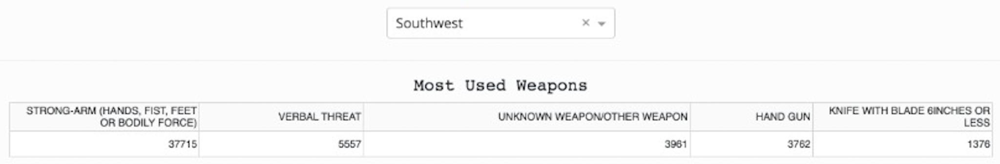 Southwest
Most Used Weapons
STRONG-ARM (HANDS, FIST, FEET
OR BODILY FORCE)
VERBAL THREAT
UNKNOWN WEAPON/OTHER WEAPON
HAND GUN
KNIFE WITH BLADE 6INCHES OR
LESS
37715
5557
3961
3762
1376